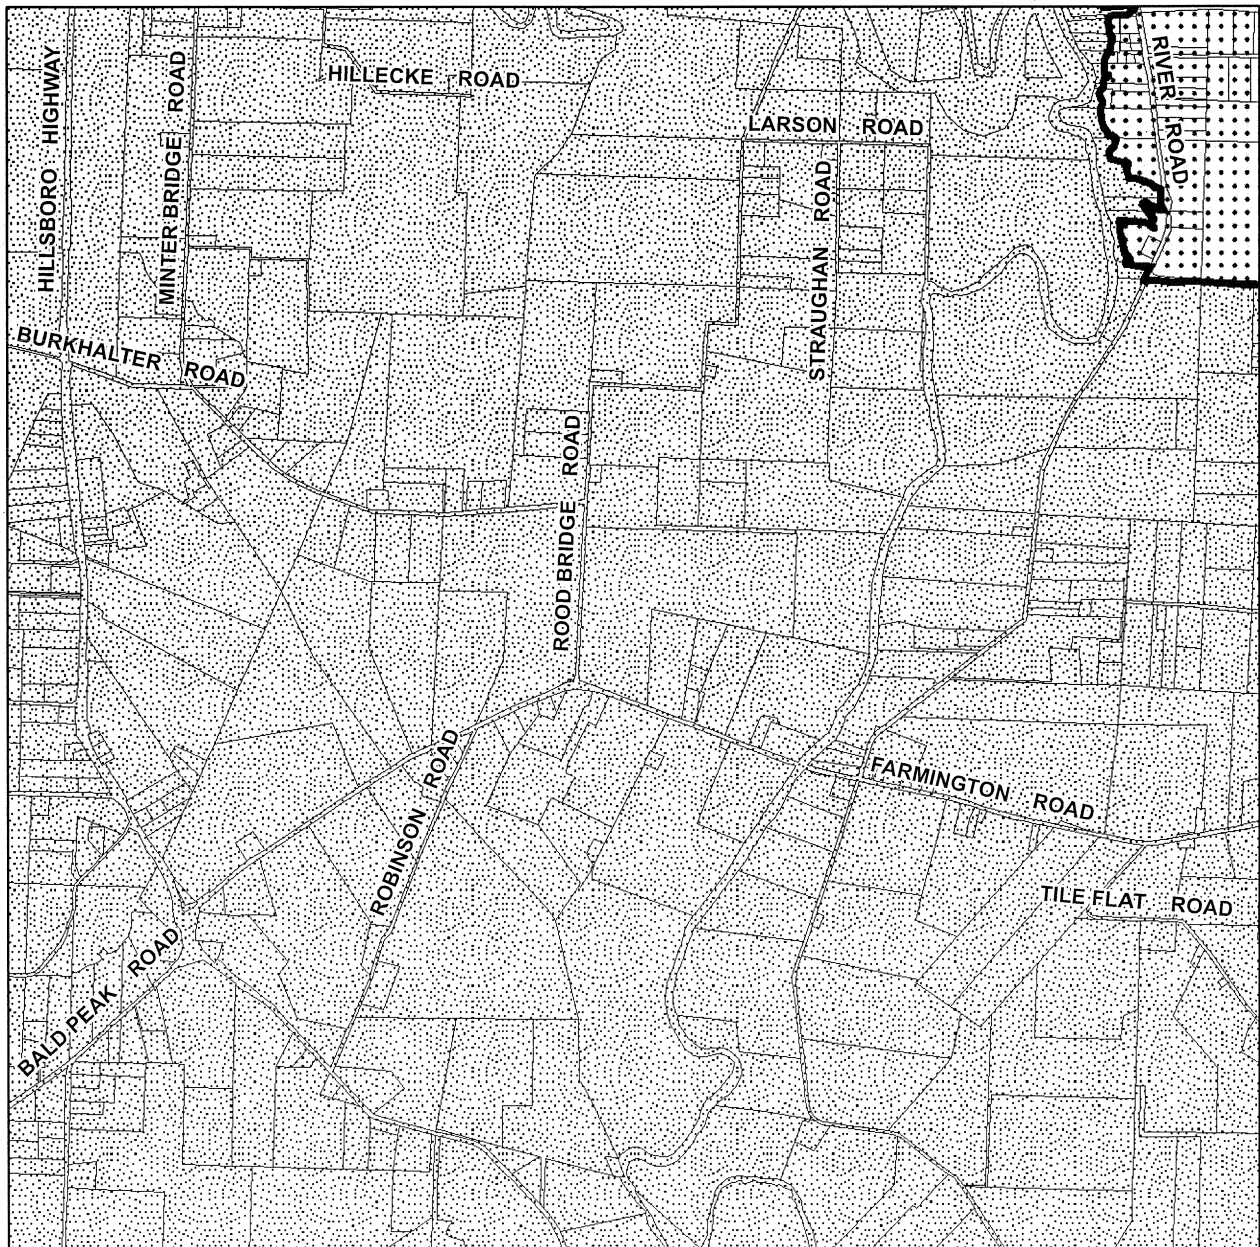 HILLSBORO HIGHWAY
MINTER BRIDGE ROAD
HILLECKE ROAD
LARSON ROAD
RIVER ROAD
STRAUGHAN ROAD
BURKHALTER ROAD
ROOD BRIDGE ROAD
ROBINSON ROAD
FARMINGTON ROAD
TILE FLAT ROAD
BALD PEAK ROAD